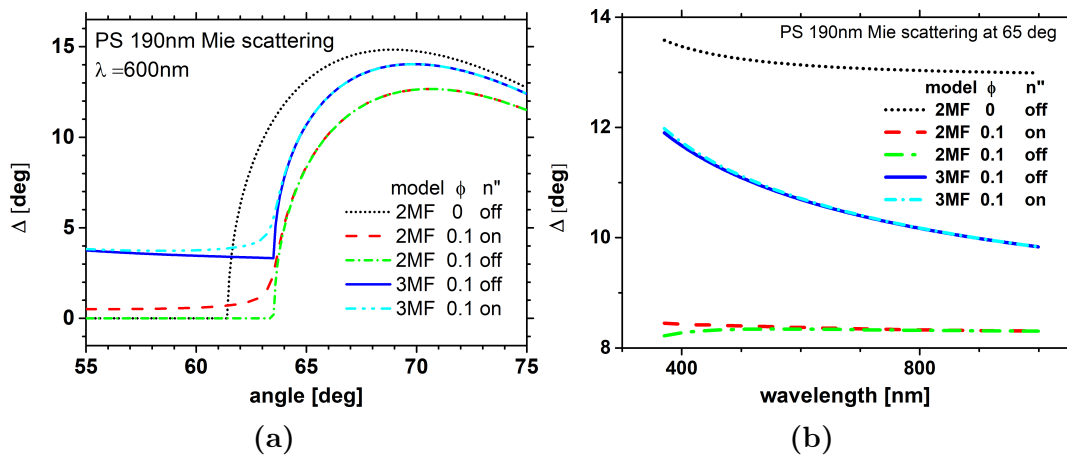 PS 190nm Mie scattering
λ =600nm
model ϕ n"
2MF 0 off
2MF 0.1 on
2MF 0.1 off
3MF 0.1 off
3MF 0.1 on
15
10
5
0
Δ [deg]
55 60 65 70 75
angle [deg]
(a)
PS 190nm Mie scattering at 65 deg
model ϕ n"
2MF 0 off
2MF 0.1 on
2MF 0.1 off
3MF 0.1 off
3MF 0.1 on
14
12
10
8
Δ [deg]
400 800
wavelength [nm]
(b)